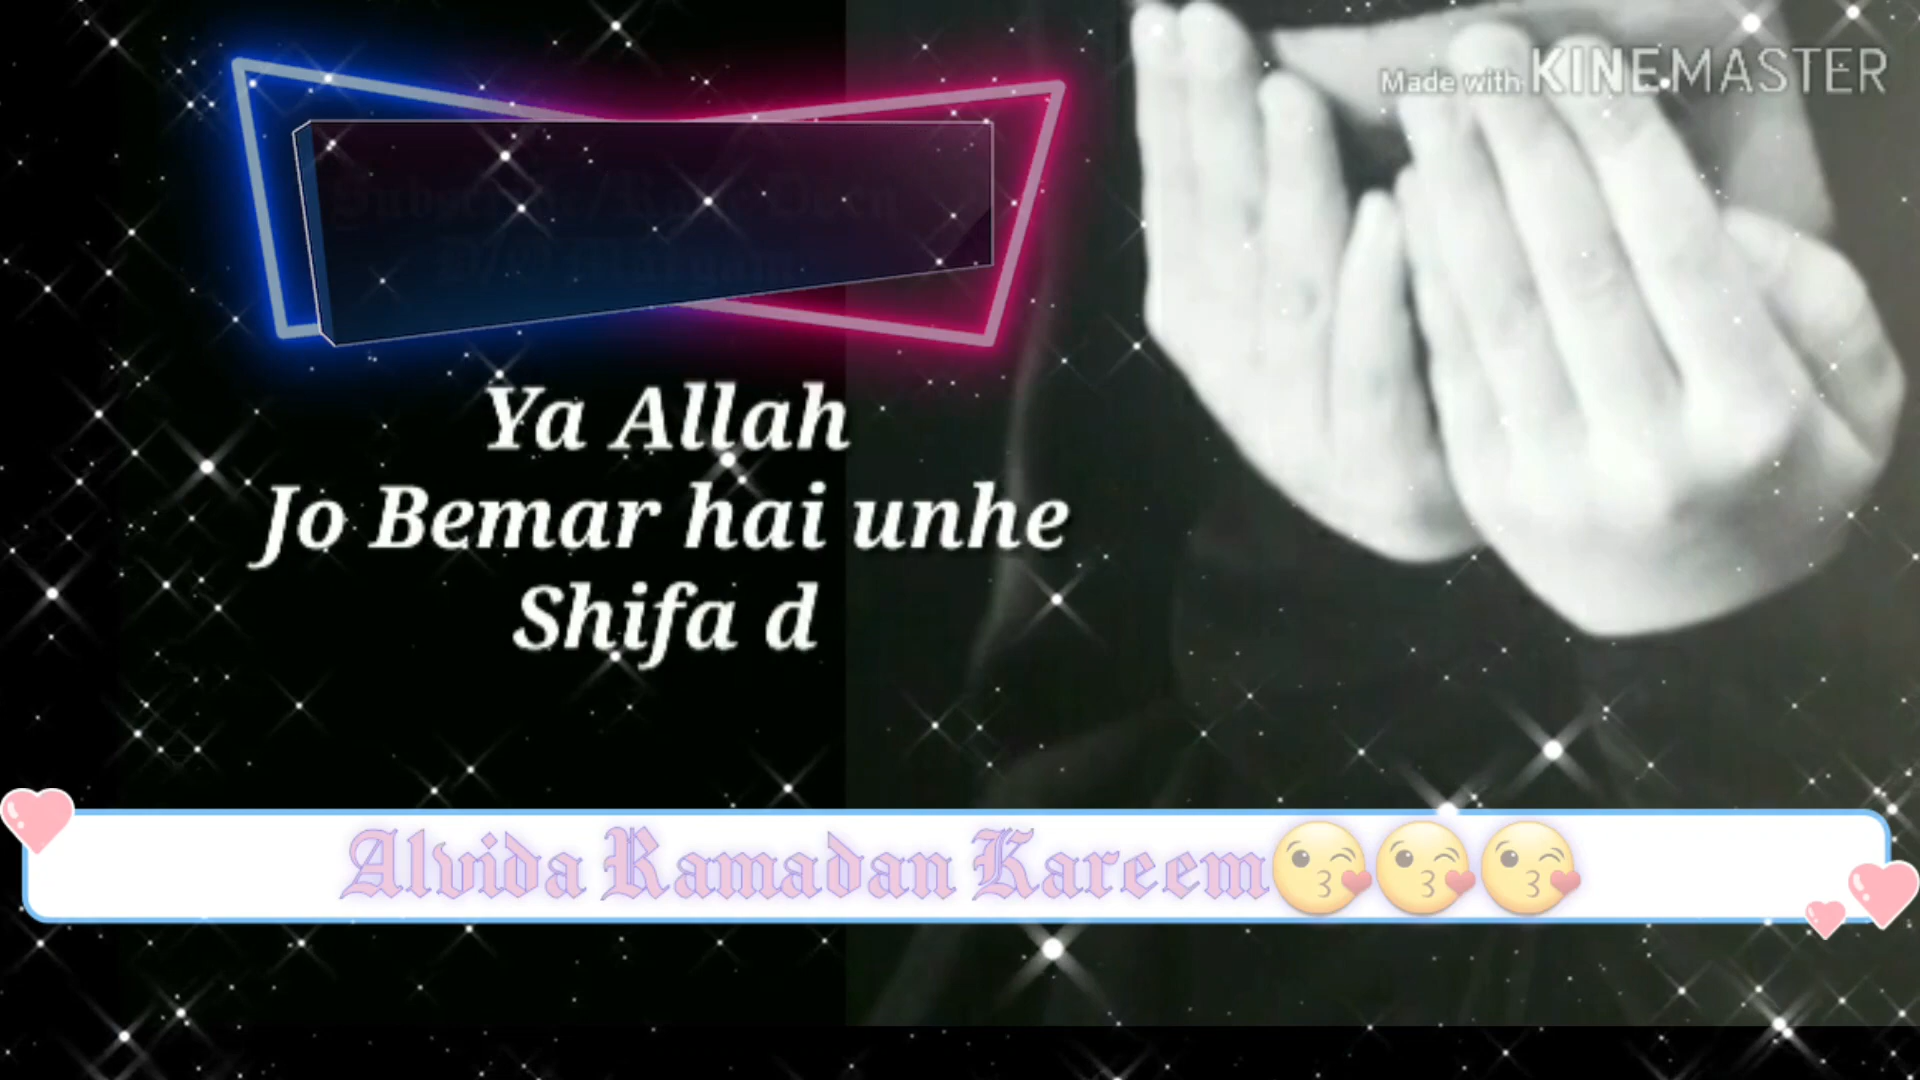 Made with KINEMASTER
Ya Allah
Jo Bemar hai unhe
Shifa d
Alvida Ramadan Kareem😘😘😘